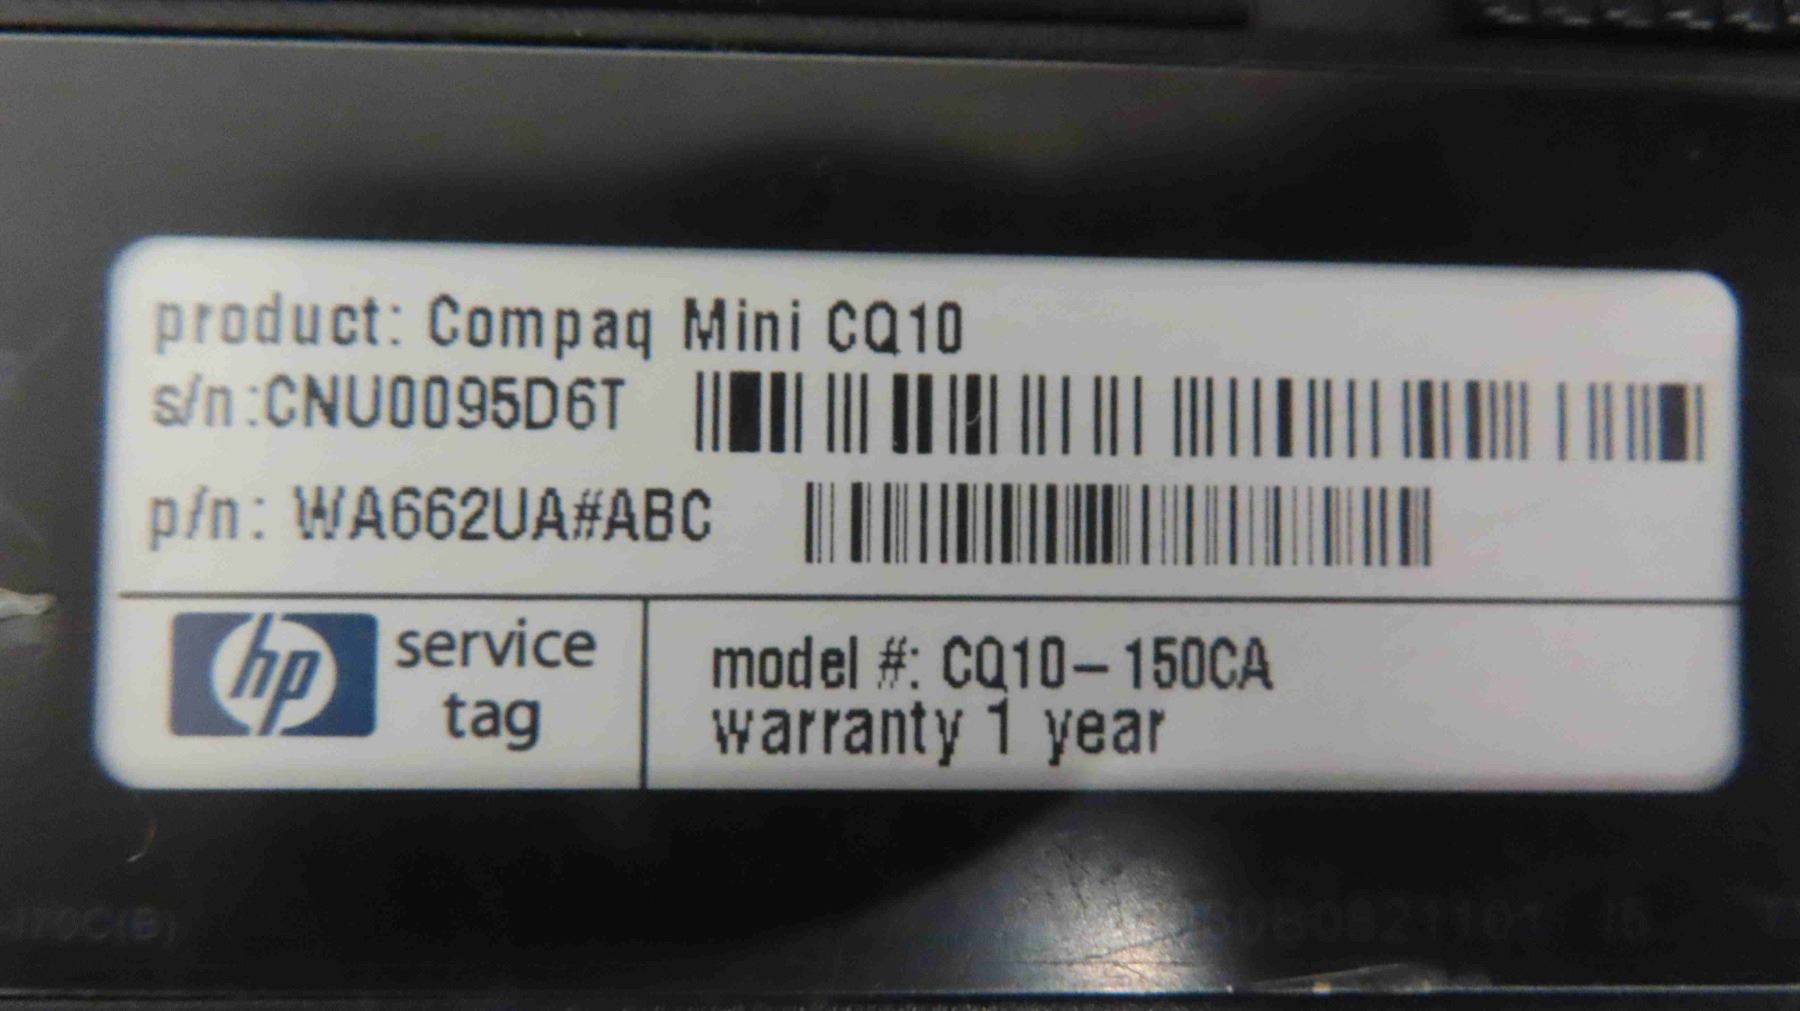 product: Compaq Mini CQ10
s/n:CNU0095D6T
p/n: WA662UA#ABC
hp service
tag
model #: CQ10-150CA
warranty 1 year